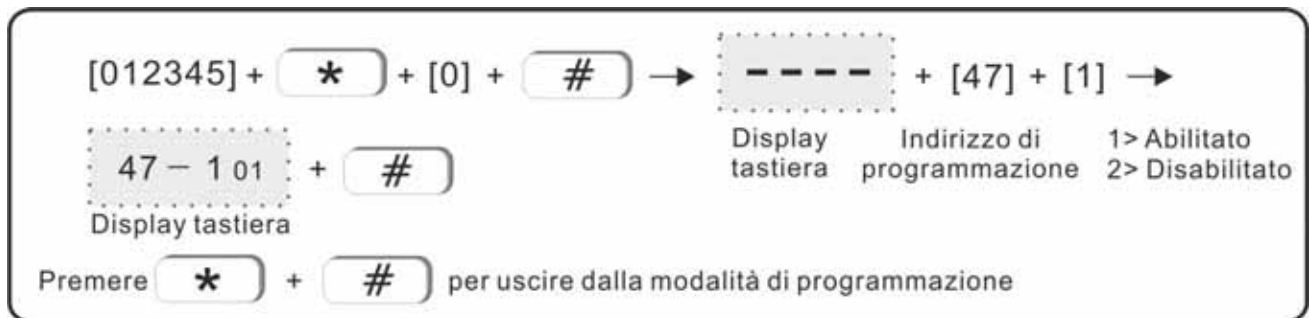 [012345] + * + [0] + # → ---- + [47] + [1] →
Display tastiera
Indirizzo di programmazione
1> Abilitato
2> Disabilitato
47 – 1 01 + #
Display tastiera
Premere * + # per uscire dalla modalità di programmazione